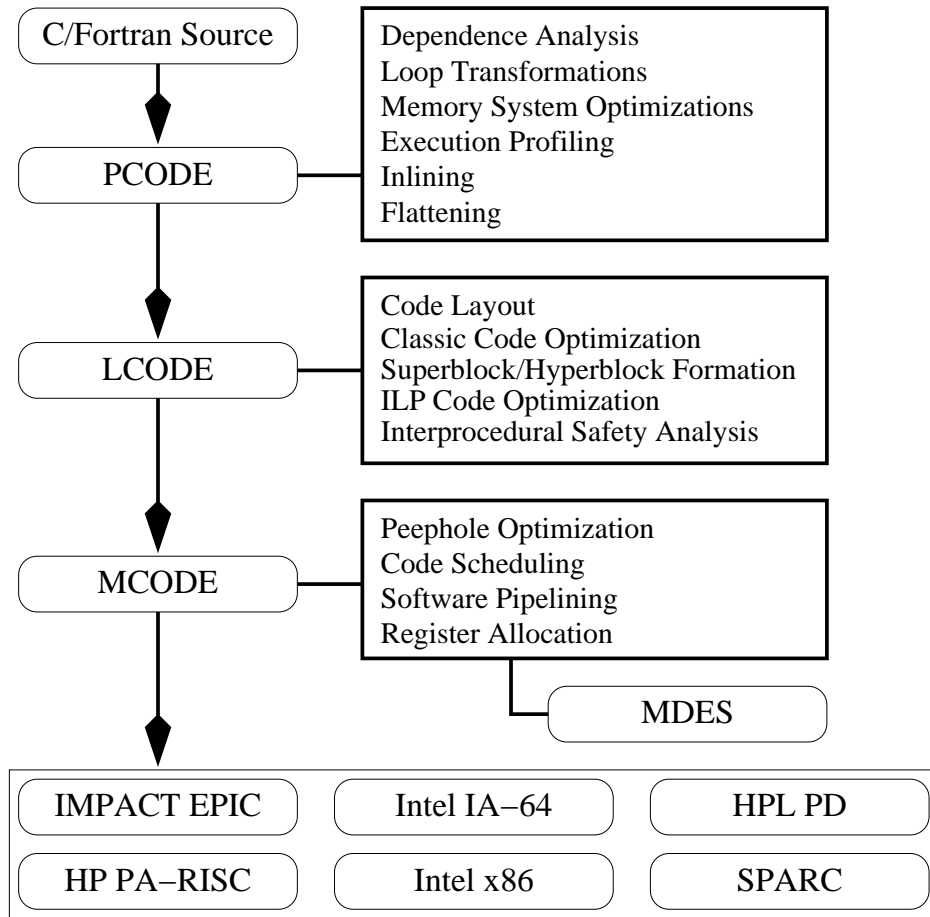 C/Fortran Source
Dependence Analysis
Loop Transformations
Memory System Optimizations
Execution Profiling
Inlining
Flattening
PCODE
Code Layout
Classic Code Optimization
Superblock/Hyperblock Formation
ILP Code Optimization
Interprocedural Safety Analysis
LCODE
Peephole Optimization
Code Scheduling
Software Pipelining
Register Allocation
MCODE
MDES
IMPACT EPIC
Intel IA−64
HPL PD
HP PA−RISC
Intel x86
SPARC